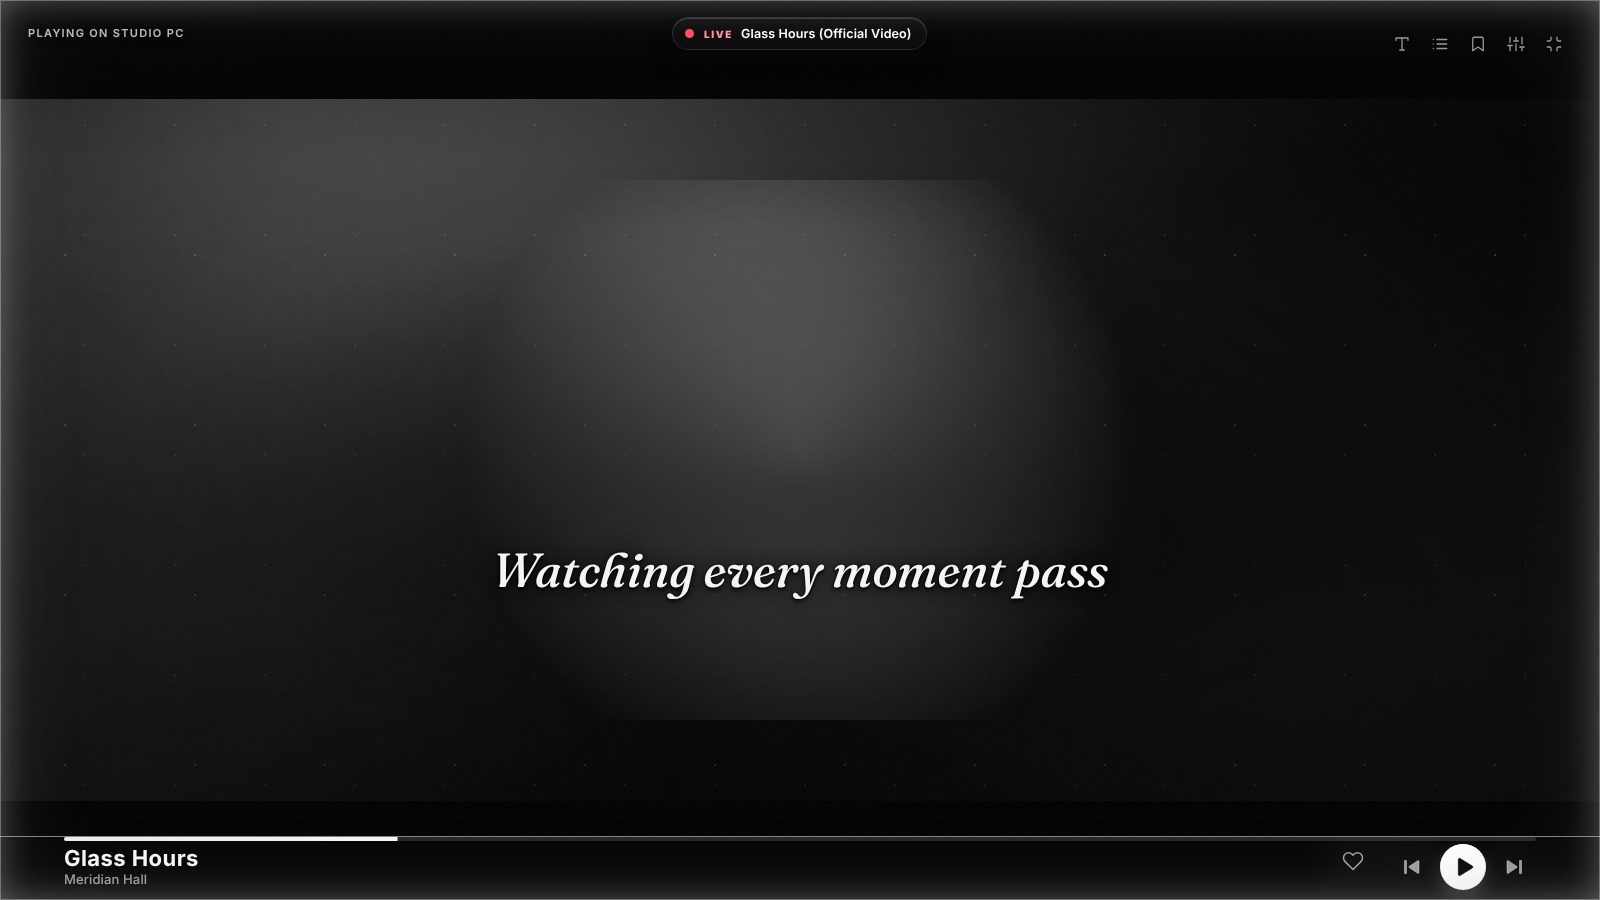 PLAYING ON STUDIO PC
LIVE Glass Hours (Official Video)
Watching every moment pass
Glass Hours
Meridian Hall